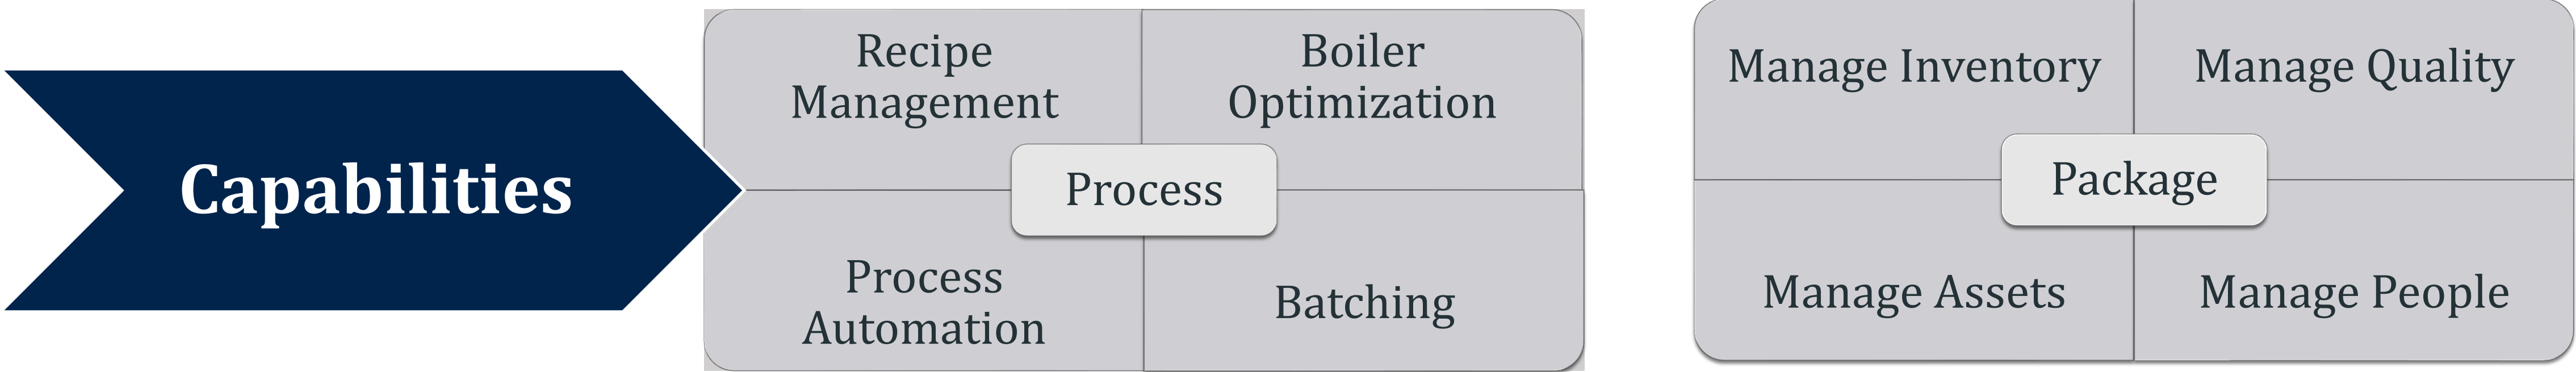 Capabilities
Recipe
Management
Boiler
Optimization
Process
Process
Automation
Batching
Manage Inventory
Manage Quality
Package
Manage Assets
Manage People